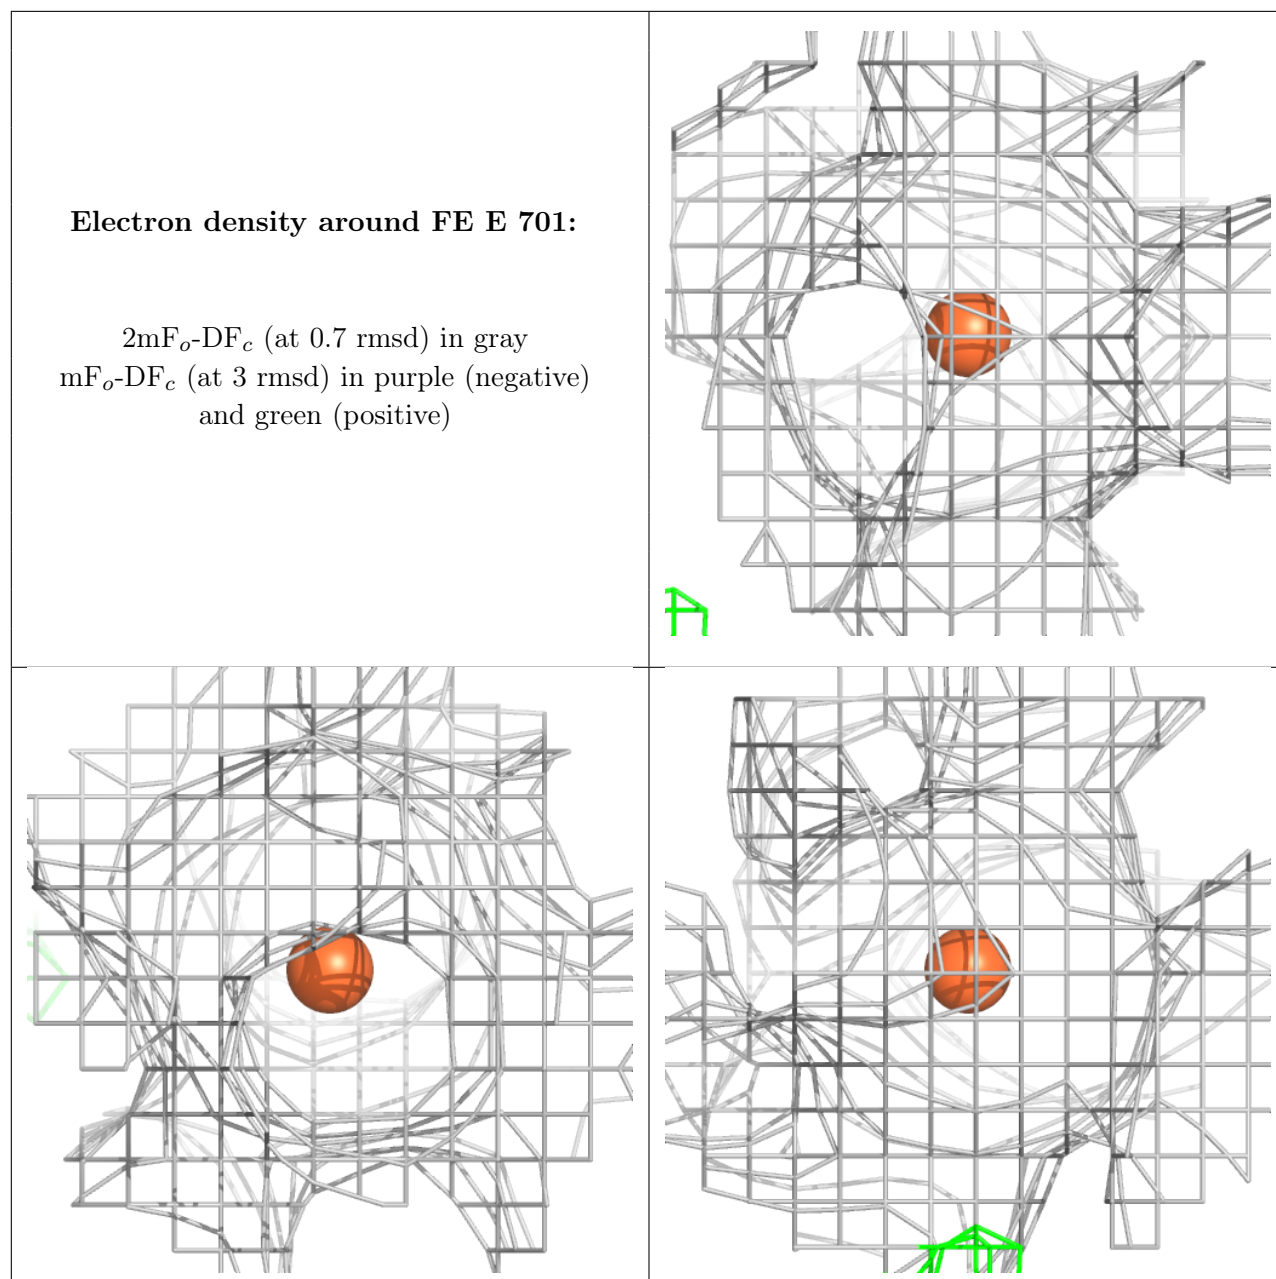 Electron density around FE E 701:
2mFₒ-DF𝑐 (at 0.7 rmsd) in gray
mFₒ-DF𝑐 (at 3 rmsd) in purple (negative)
and green (positive)